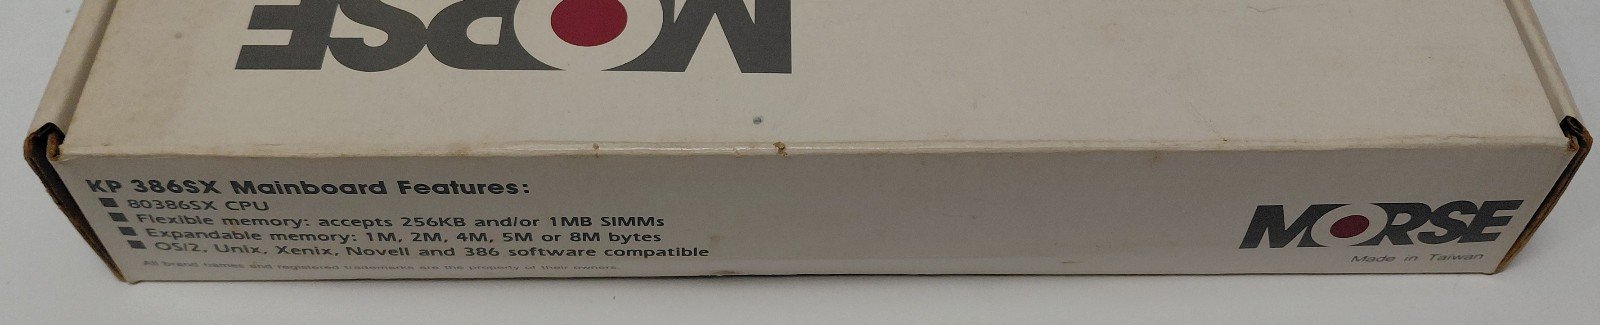 MORSE
KP 386SX Mainboard Features:
■ 80386SX CPU
■ Flexible memory: accepts 256KB and/or 1MB SIMMs
■ Expandable memory: 1M, 2M, 4M, 5M or 8M bytes
■ OS/2, Unix, Xenix, Novell and 386 software compatible
All brand names and registered trademarks are the property of their owners.
MORSE
Made in Taiwan